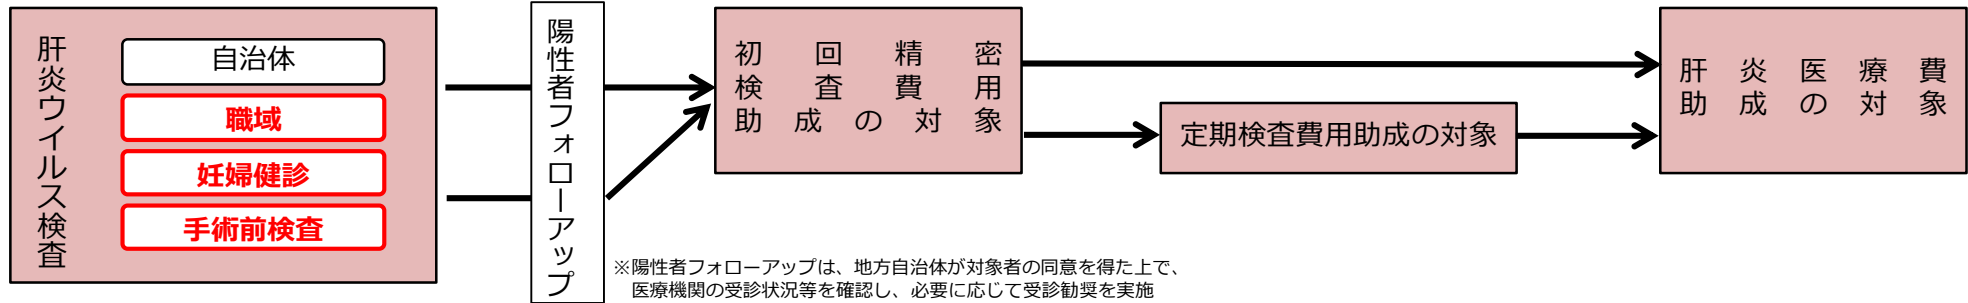 肝炎ウイルス検査
自治体
職域
妊婦健診
手術前検査
陽性者フォローアップ
初回精密
検査費用
助成の対象
定期検査費用助成の対象
肝炎医療費
助成の対象
※陽性者フォローアップは、地方自治体が対象者の同意を得た上で、
医療機関の受診状況等を確認し、必要に応じて受診勧奨を実施